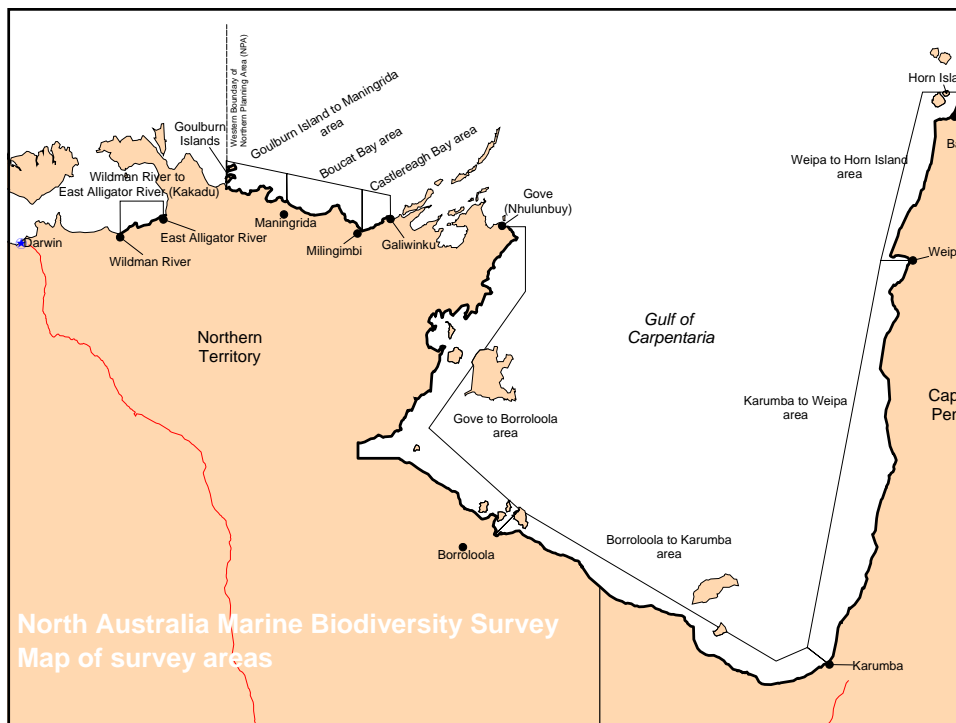 Horn Isla
Western Boundary of
Northern Planning Area (NPA)
Goulburn
Islands
Goulburn Island to Maningrida
area
Boucat Bay area
Castlereagh Bay area
Wildman River to
East Alligator River (Kakadu)
Weipa to Horn Island
area
Ba
Gove
(Nhulunbuy)
Maningrida
East Alligator River
Milingimbi
Galiwinku
Darwin
Wildman River
Weipa
Northern
Territory
Gulf of
Carpentaria
Cap
Pen
Karumba to Weipa
area
Gove to Borroloola
area
Borroloola
Borroloola to Karumba
area
North Australia Marine Biodiversity Survey
Map of survey areas
Karumba